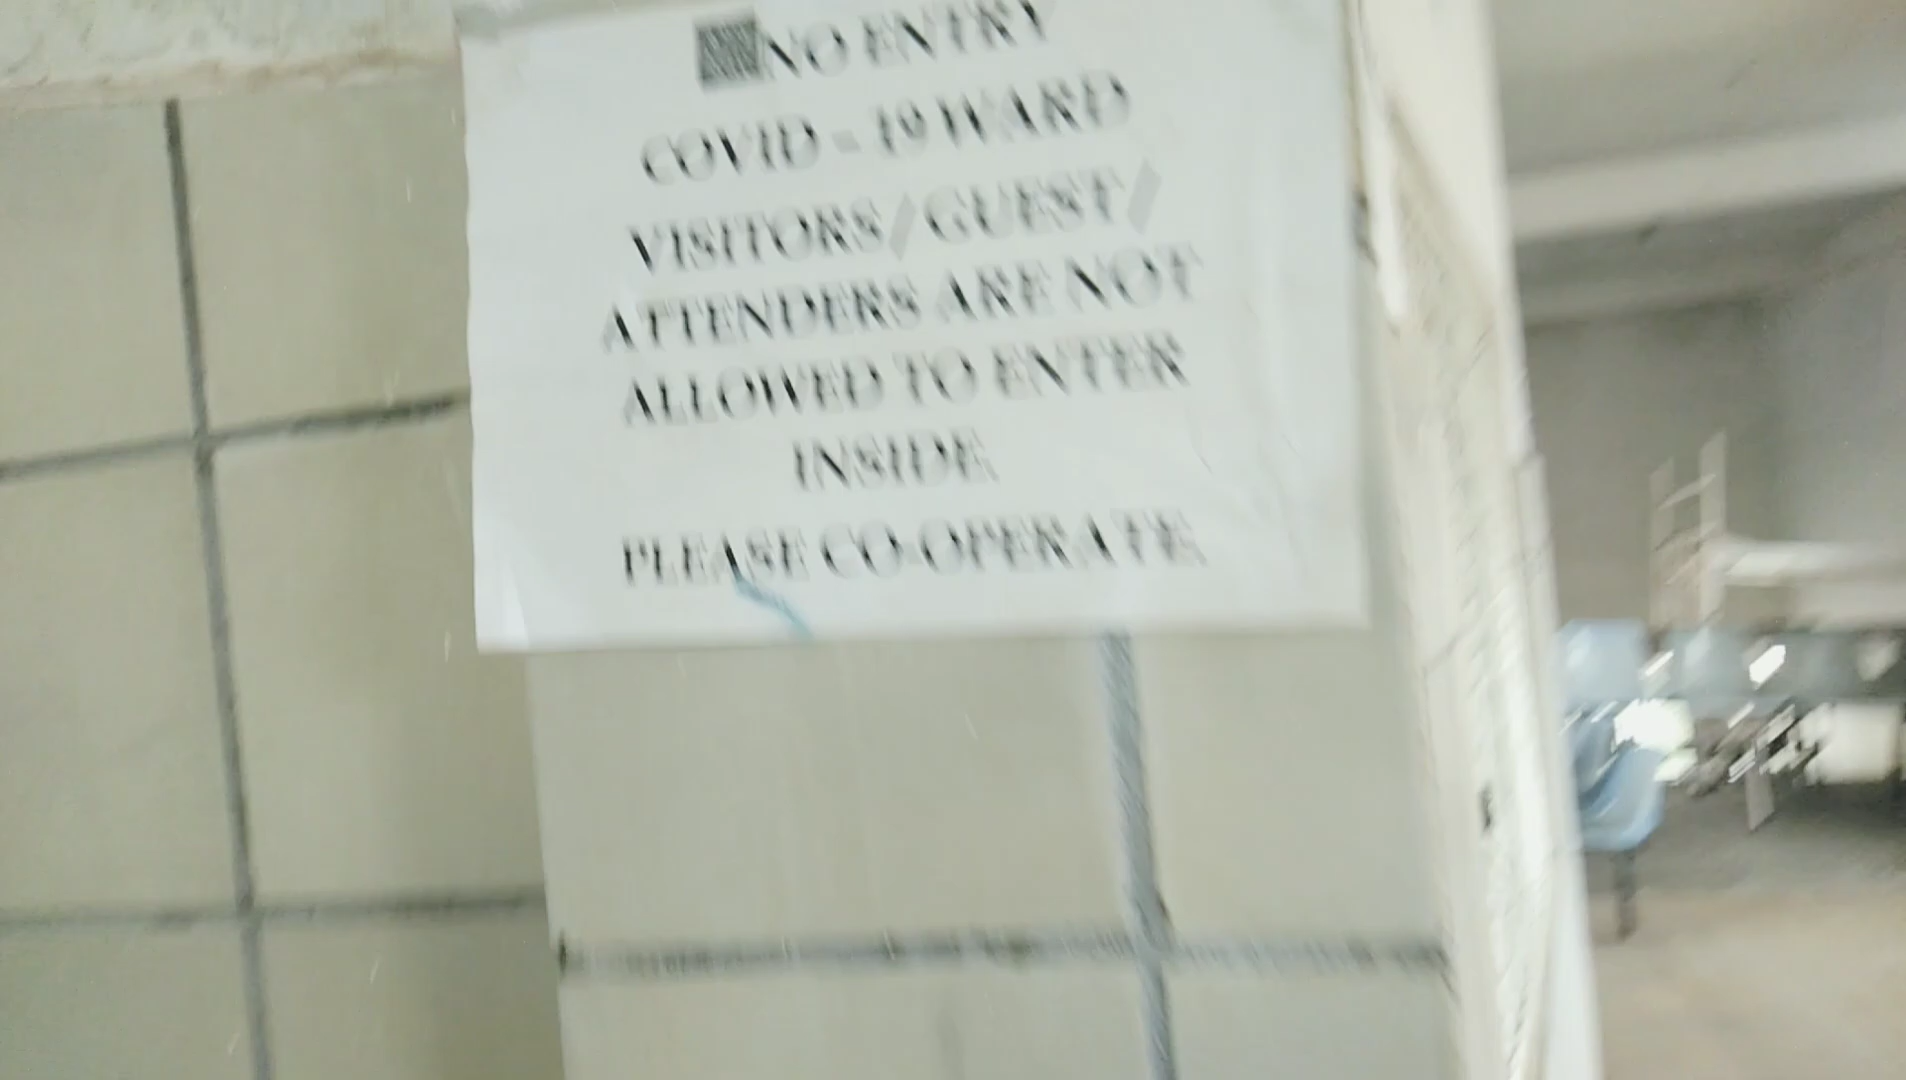 NO ENTRY
COVID - 19 WARD
VISITORS / GUEST /
ATTENDERS ARE NOT
ALLOWED TO ENTER
INSIDE.
PLEASE CO-OPERATE.